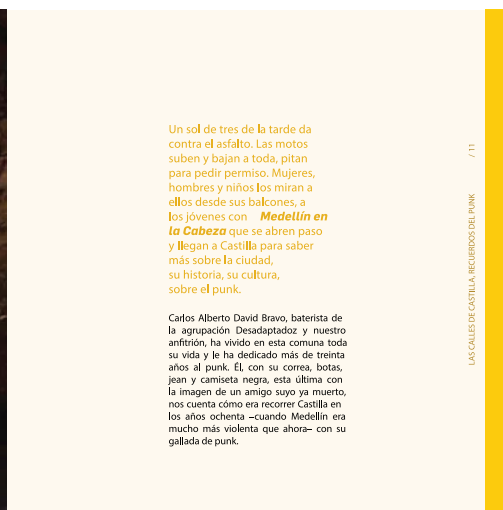 Un sol de tres de la tarde da
contra el asfalto. Las motos
suben y bajan a toda, pitan
para pedir permiso. Mujeres,
hombres y niños los miran a
ellos desde sus balcones, a
los jóvenes con Medellín en
la Cabeza que se abren paso
y llegan a Castilla para saber
más sobre la ciudad,
su historia, su cultura,
sobre el punk.
Carlos Alberto David Bravo, baterista de
la agrupación Desadaptadoz y nuestro
anfitrión, ha vivido en esta comuna toda
su vida y le ha dedicado más de treinta
años al punk. Él, con su correa, botas,
jean y camiseta negra, esta última con
la imagen de un amigo suyo ya muerto,
nos cuenta cómo era recorrer Castilla en
los años ochenta –cuando Medellín era
mucho más violenta que ahora– con su
gallada de punk.
LAS CALLES DE CASTILLA, RECUERDOS DEL PUNK / 11